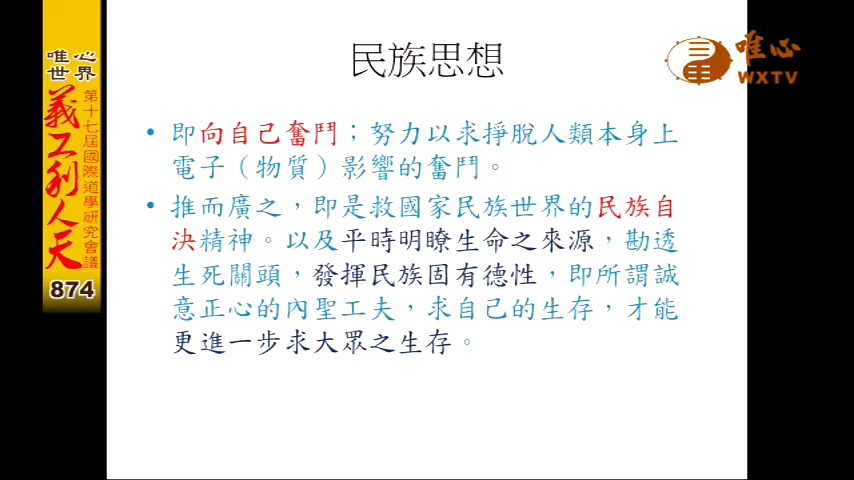 民族思想
唯心
WXTV
唯心
世界
義工利人天
第十七屆國際道學研究會議
874
• 即向自己奮鬥；努力以求掙脫人類本身上
電子（物質）影響的奮鬥。
• 推而廣之，即是救國家民族世界的民族自
決精神。以及平時明瞭生命之來源，勘透
生死關頭，發揮民族固有德性，即所謂誠
意正心的內聖工夫，求自己的生存，才能
更進一步求大眾之生存。